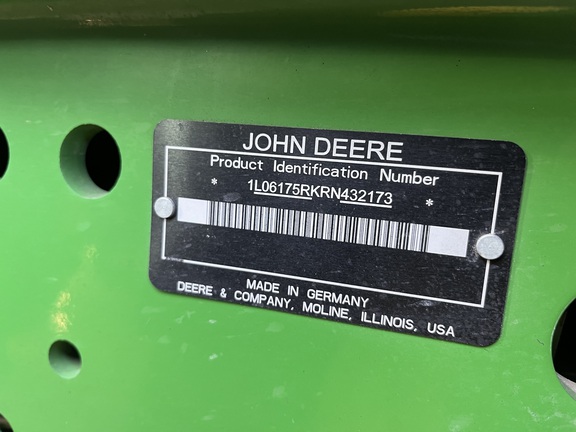 JOHN DEERE
Product Identification Number
* 1L06175RKRN432173 *
MADE IN GERMANY
DEERE & COMPANY, MOLINE, ILLINOIS, USA